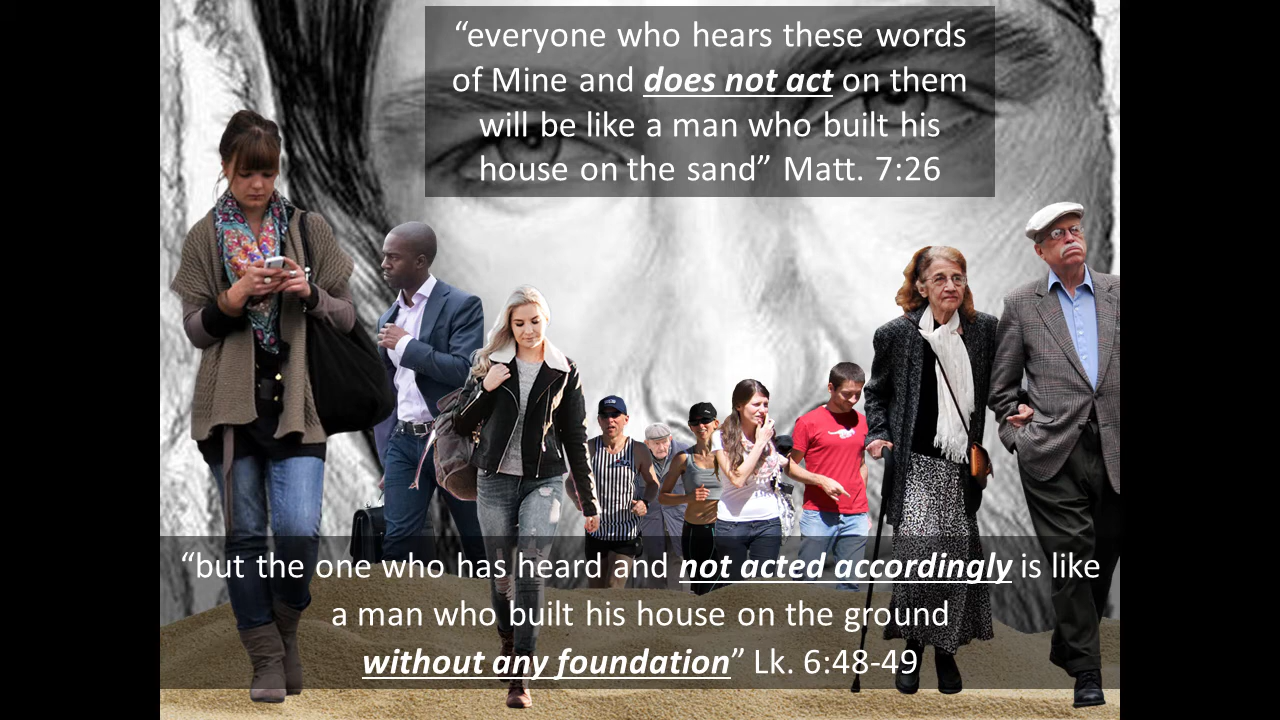 “everyone who hears these words
of Mine and does not act on them
will be like a man who built his
house on the sand” Matt. 7:26
“but the one who has heard and not acted accordingly is like
a man who built his house on the ground
without any foundation” Lk. 6:48-49